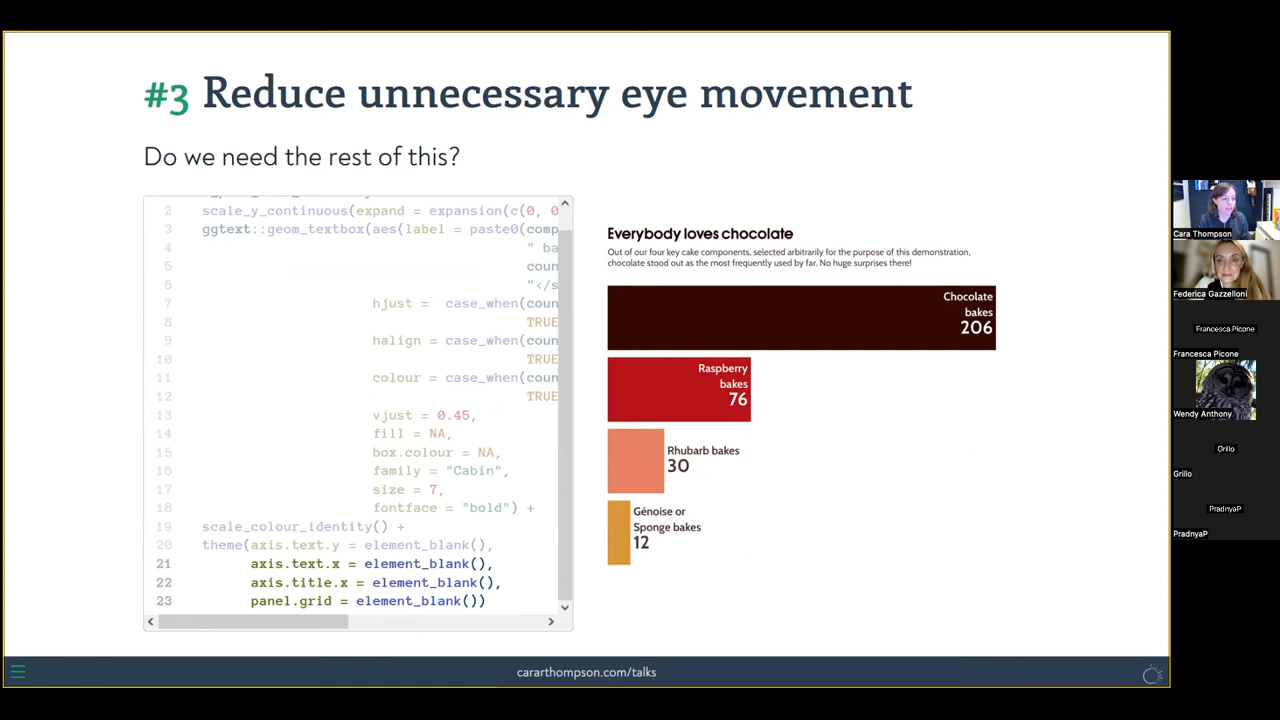 #3 Reduce unnecessary eye movement
Do we need the rest of this?
2 scale_y_continuous(expand = expansion(c(0, 0
3 ggtext::geom_textbox(aes(label = paste0(comp
4 " ba
5 coun
6 "</s
7 hjust = case_when(coun
8 TRUE
9 halign = case_when(coun
10 TRUE
11 colour = case_when(coun
12 TRUE
13 vjust = 0.45,
14 fill = NA,
15 box.colour = NA,
16 family = "Cabin",
17 size = 7,
18 fontface = "bold") +
19 scale_colour_identity() +
20 theme(axis.text.y = element_blank(),
21 axis.text.x = element_blank(),
22 axis.title.x = element_blank(),
23 panel.grid = element_blank())
Everybody loves chocolate
Out of our four key cake components, selected arbitrarily for the purpose of this demonstration,
chocolate stood out as the most frequently used by far. No huge surprises there!
Chocolate
bakes
206
Raspberry
bakes
76
Rhubarb bakes
30
Génoise or
Sponge bakes
12
cararthompson.com/talks
Cara Thompson
Federica Gazzelloni
Francesca Picone
Francesca Picone
Wendy Anthony
Grillo
Grillo
PradnyaP
PradnyaP